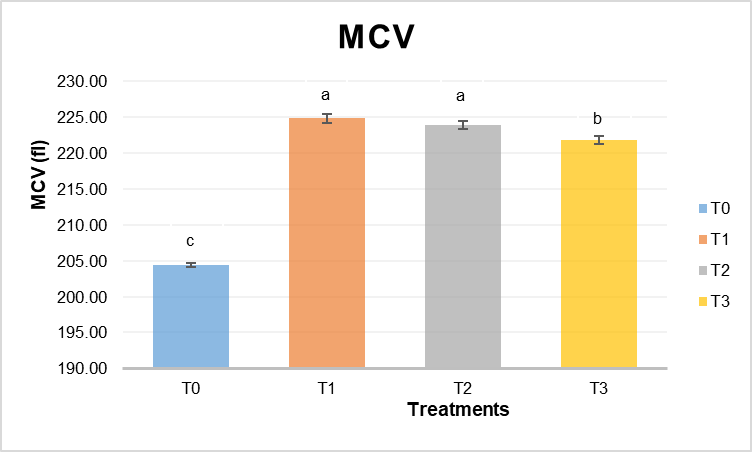 MCV
230.00
225.00
220.00
215.00
210.00
205.00
200.00
195.00
190.00
MCV (fl)
c
a
a
b
T0
T1
T2
T3
Treatments
T0
T1
T2
T3